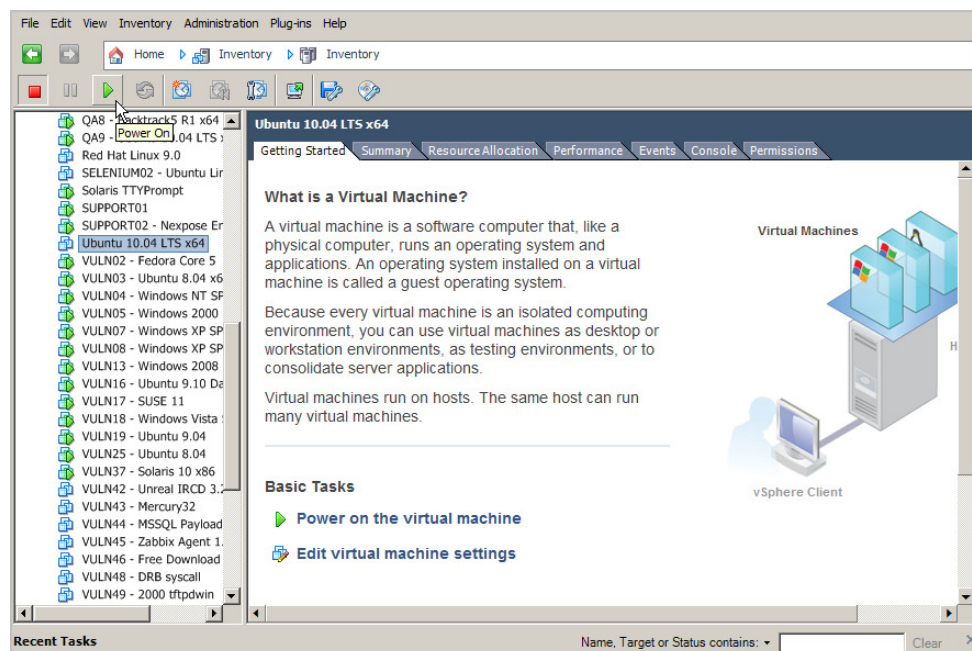 File Edit View Inventory Administration Plug-ins Help
Home Inventory Inventory
Power On
QA8 - Backtrack5 R1 x64
QA9 - .04 LTS
Red Hat Linux 9.0
SELENIUM02 - Ubuntu Lir
Solaris TTYPrompt
SUPPORT01
SUPPORT02 - Nexpose Er
Ubuntu 10.04 LTS x64
VULN02 - Fedora Core 5
VULN03 - Ubuntu 8.04 x6
VULN04 - Windows NT SP
VULN05 - Windows 2000
VULN07 - Windows XP SP
VULN08 - Windows XP SP
VULN13 - Windows 2008
VULN16 - Ubuntu 9.10 Da
VULN17 - SUSE 11
VULN18 - Windows Vista
VULN19 - Ubuntu 9.04
VULN25 - Ubuntu 8.04
VULN37 - Solaris 10 x86
VULN42 - Unreal IRCD 3.2
VULN43 - Mercury32
VULN44 - MSSQL Payload
VULN45 - Zabbix Agent 1.
VULN46 - Free Download
VULN48 - DRB syscall
VULN49 - 2000 tftpdwin
Ubuntu 10.04 LTS x64
Getting Started Summary Resource Allocation Performance Events Console Permissions
What is a Virtual Machine?
A virtual machine is a software computer that, like a
physical computer, runs an operating system and
applications. An operating system installed on a virtual
machine is called a guest operating system.
Because every virtual machine is an isolated computing
environment, you can use virtual machines as desktop or
workstation environments, as testing environments, or to
consolidate server applications.
Virtual machines run on hosts. The same host can run
many virtual machines.
Virtual Machines
H
vSphere Client
Basic Tasks
Power on the virtual machine
Edit virtual machine settings
Recent Tasks
Name, Target or Status contains:
Clear